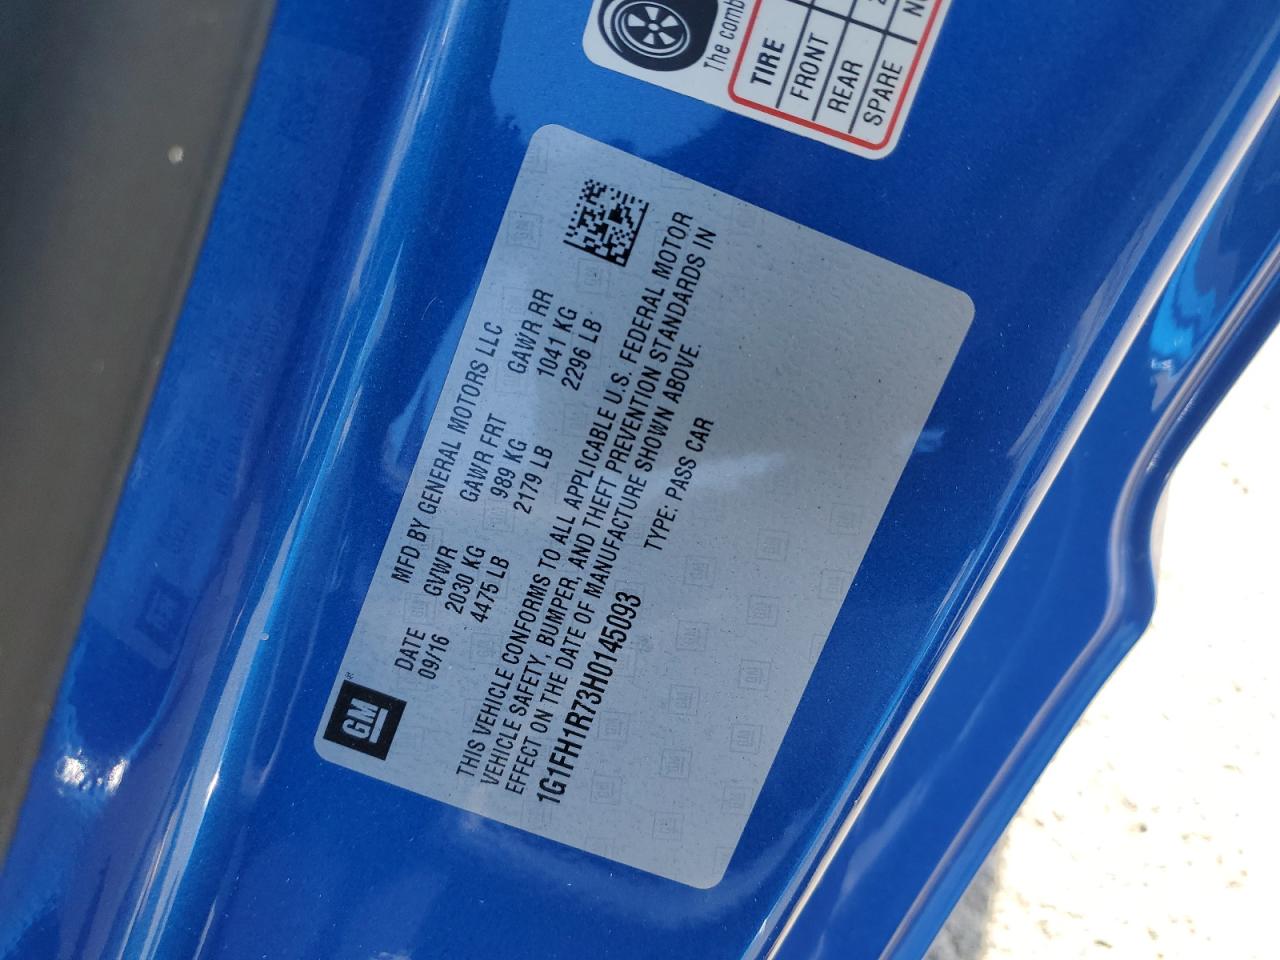 GM
MFD BY GENERAL MOTORS LLC
DATE GVWR GAWR FRT GAWR RR
09/16 2030 KG 989 KG 1041 KG
4475 LB 2179 LB 2296 LB
THIS VEHICLE CONFORMS TO ALL APPLICABLE U.S. FEDERAL MOTOR
VEHICLE SAFETY, BUMPER, AND THEFT PREVENTION STANDARDS IN
EFFECT ON THE DATE OF MANUFACTURE SHOWN ABOVE.
1G1FH1R73H0145093 TYPE: PASS CAR
The comb
TIRE
FRONT
REAR
SPARE